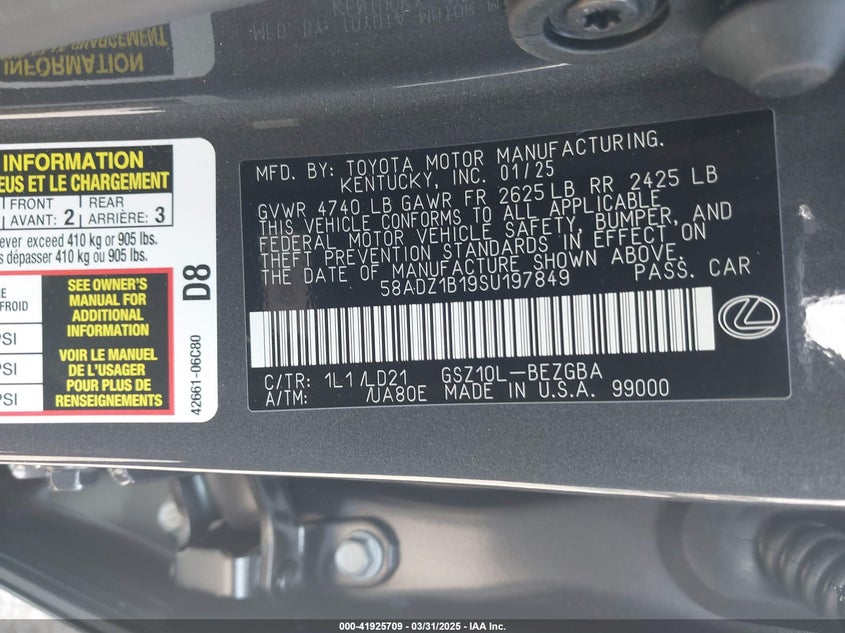 INFORMATION
MFD. BY: TOYOTA MOTOR MANUFACTURING.
KENTUCKY, INC. 01/25
GVWR 4740 LB GAWR FR 2625 LB RR 2425 LB
THIS VEHICLE CONFORMS TO ALL APPLICABLE
FEDERAL MOTOR VEHICLE SAFETY, BUMPER, AND
THEFT PREVENTION STANDARDS IN EFFECT ON
THE DATE OF MANUFACTURE SHOWN ABOVE.
58ADZ1B19SU197849 PASS. CAR
C/TR: 1L1/LD21 GSZ10L-BEZGBA
A/TM: /UA80E MADE IN U.S.A. 99000
INFORMATION
EUS ET LE CHARGEMENT
FRONT REAR
AVANT: 2 ARRIÈRE: 3
ever exceed 410 kg or 905 lbs.
s dépasser 410 kg ou 905 lb.
E
FROID
PSI
PSI
PSI
SEE OWNER'S
MANUAL FOR
ADDITIONAL
INFORMATION
VOIR LE MANUEL
DE L'USAGER
POUR PLUS DE
RENSEIGNEMENTS
D8
42661-06C80
000-41925709 - 03/31/2025 - IAA Inc.